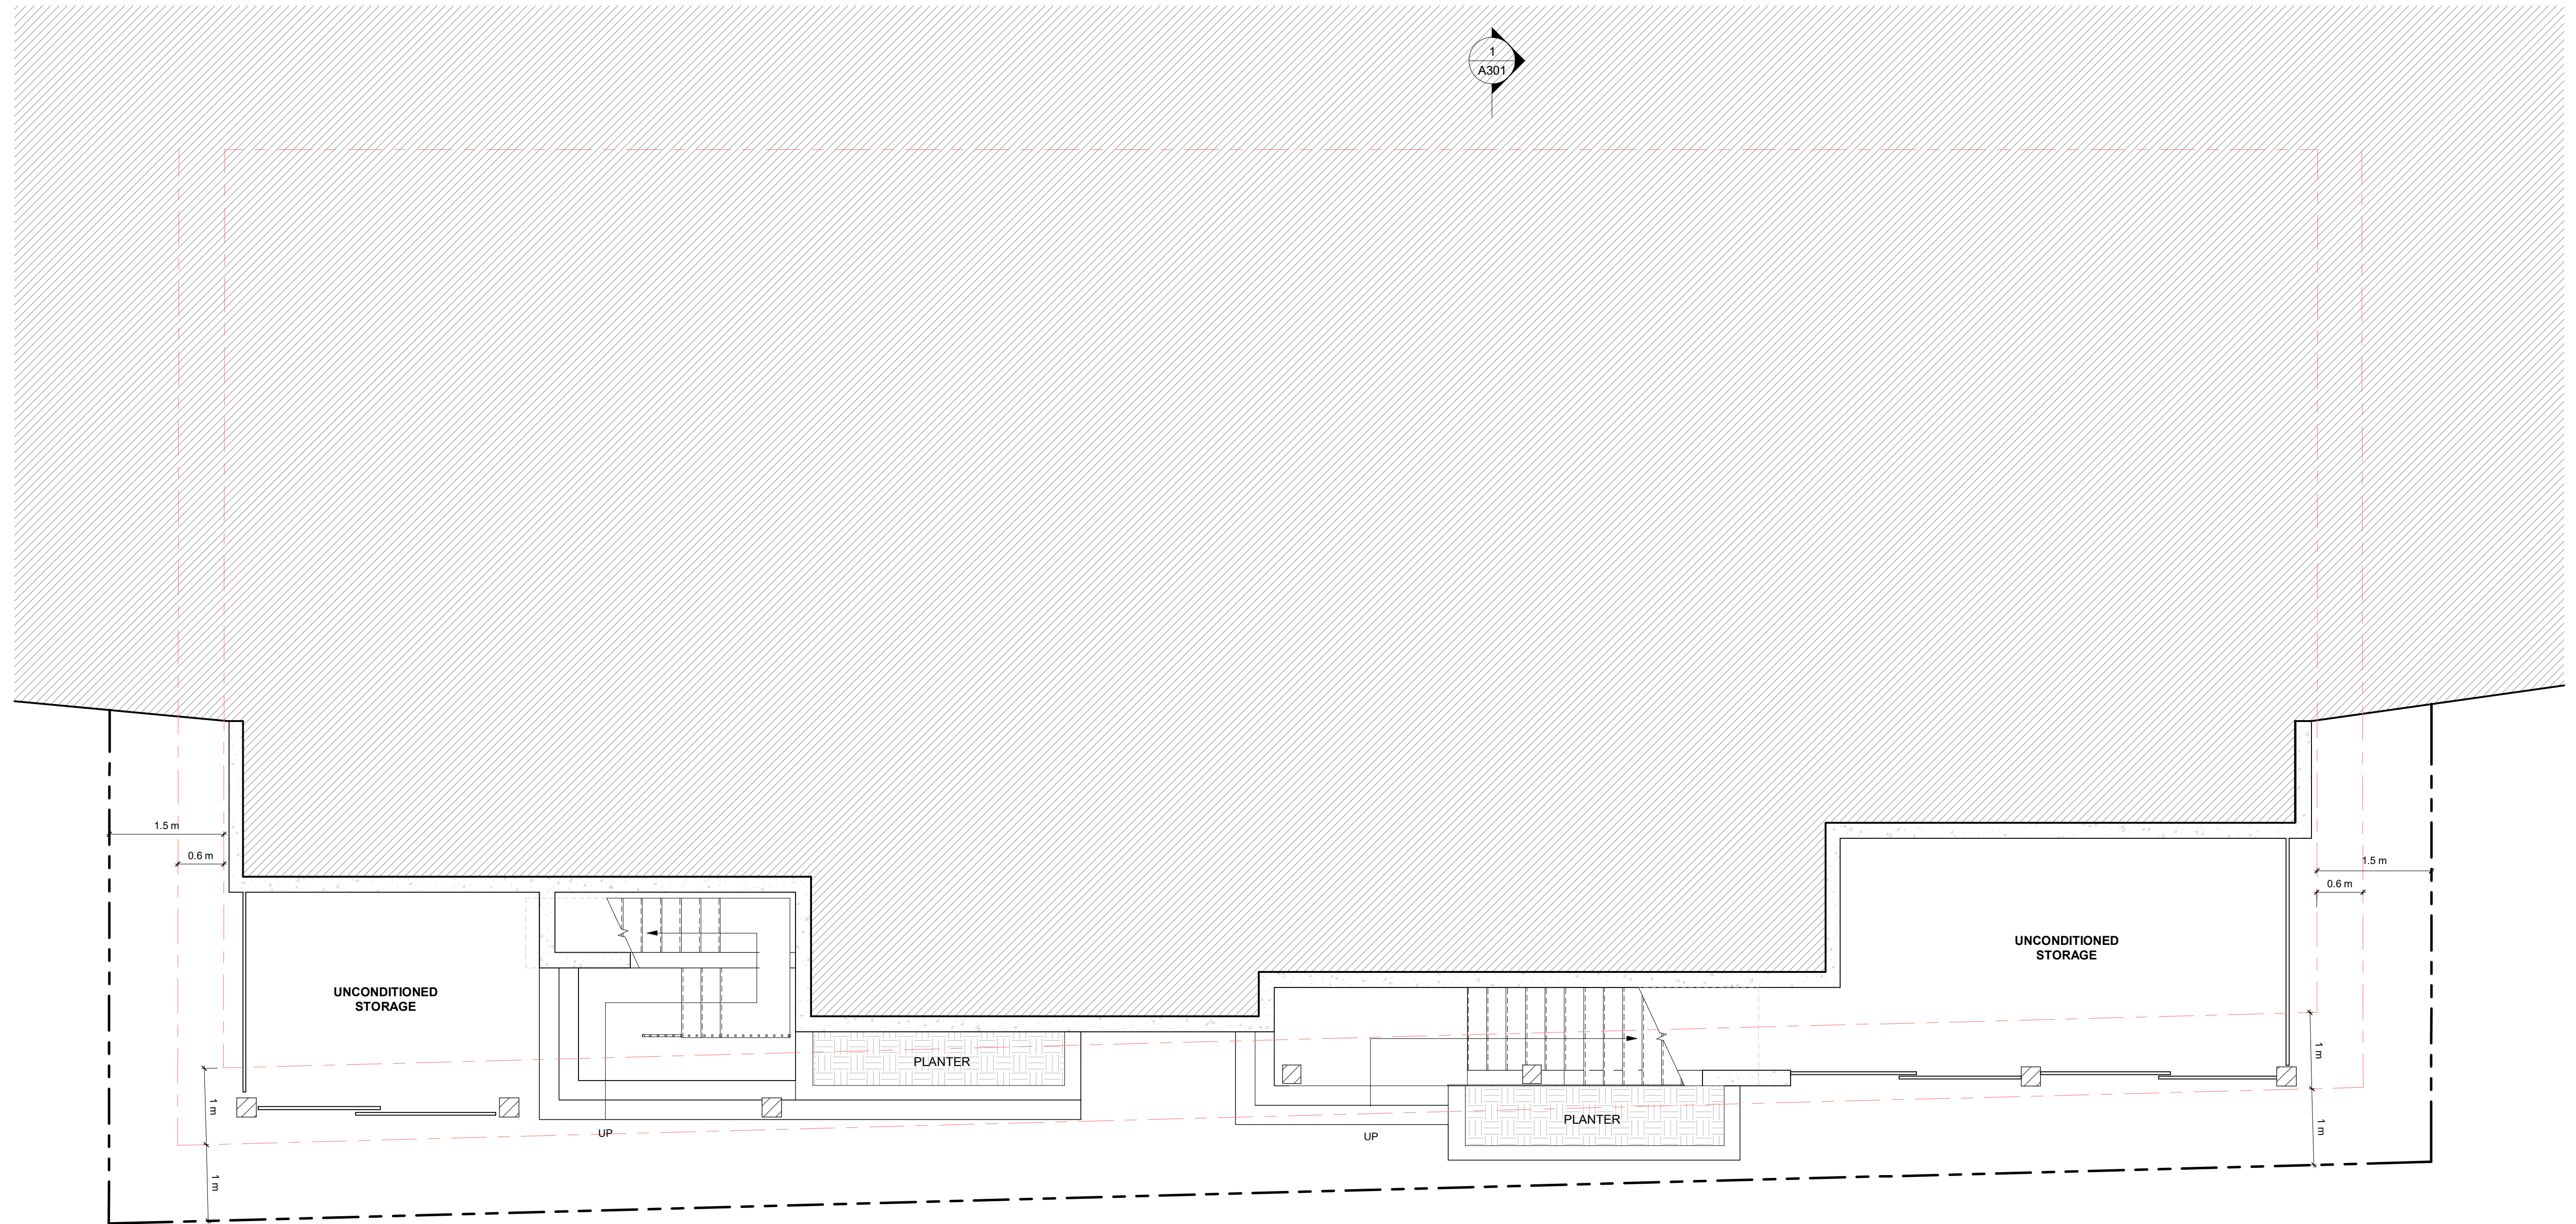 1
A301
1.5 m
0.6 m
1.5 m
0.6 m
UNCONDITIONED
STORAGE
UNCONDITIONED
STORAGE
PLANTER
PLANTER
UP
UP
1 m
1 m
1 m
1 m